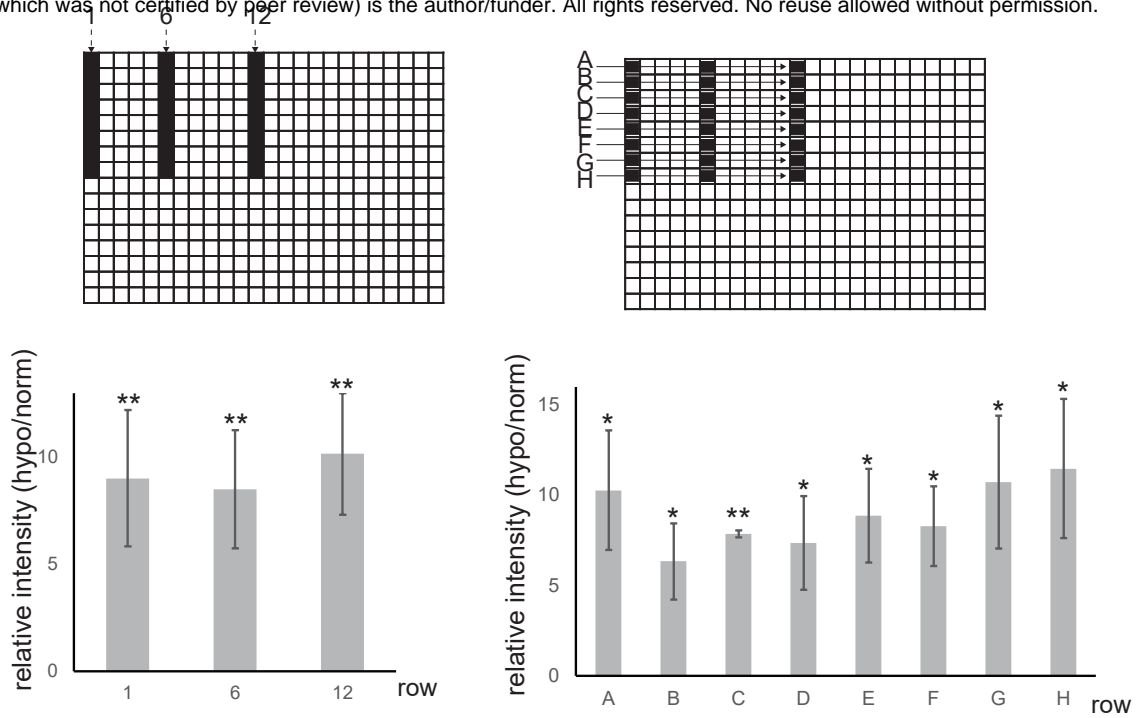 which was not certified by peer review) is the author/funder. All rights reserved. No reuse allowed without permission.
1 6 12
A
B
C
D
E
F
G
H
relative intensity (hypo/norm)
** ** **
10
5
0
1 6 12 row
relative intensity (hypo/norm)
* * ** * * * * *
15
10
5
0
A B C D E F G H row